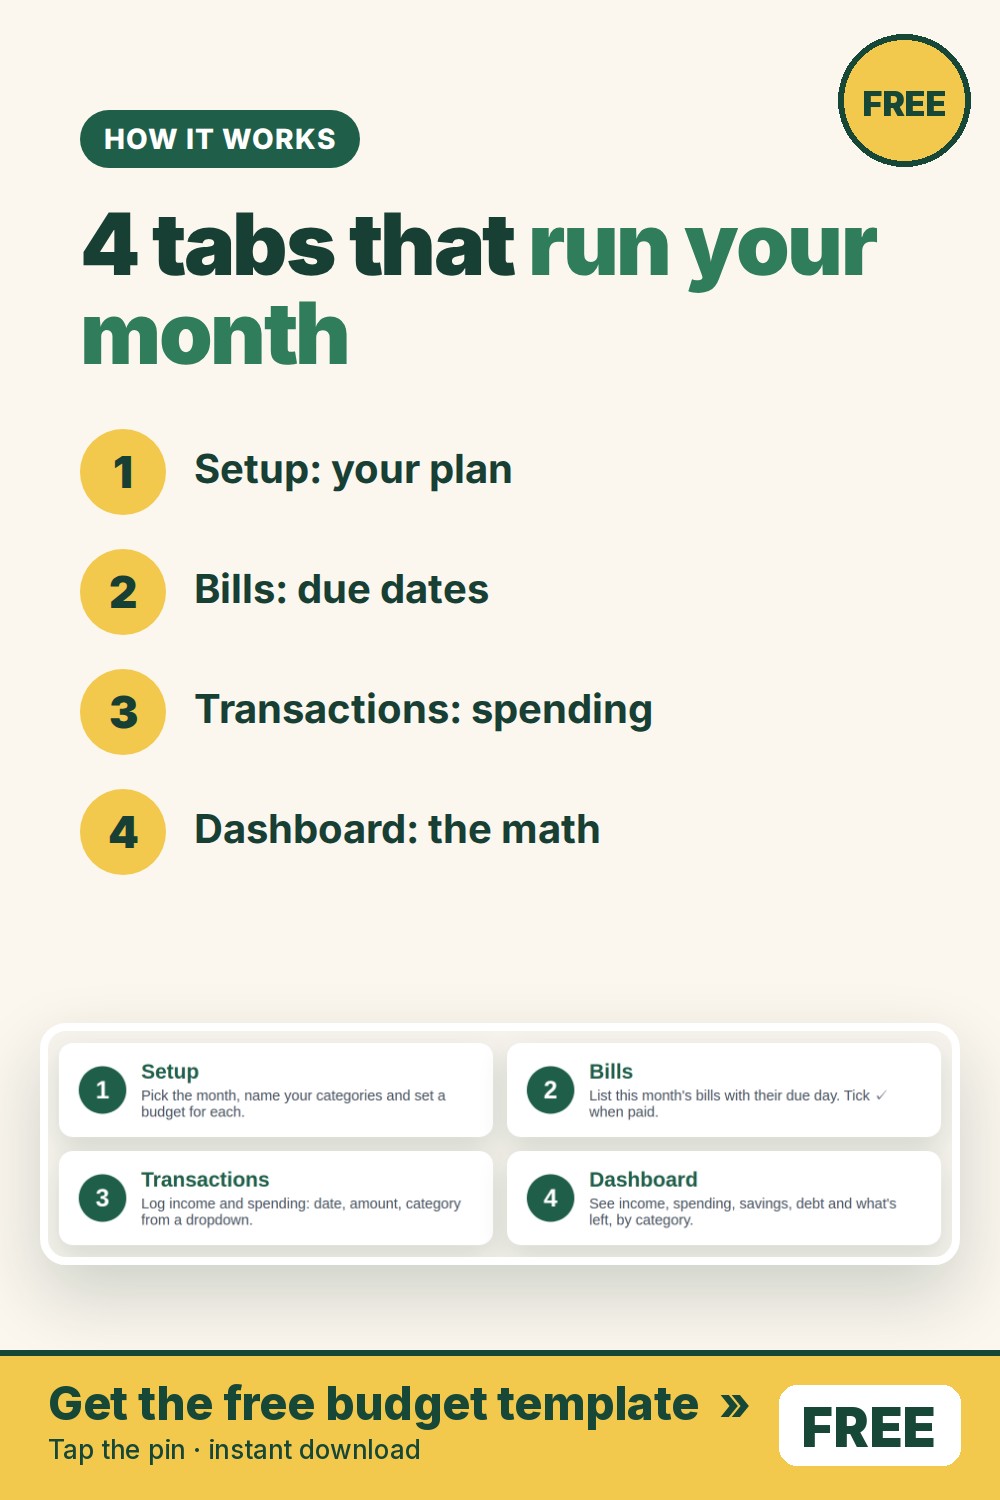 FREE
HOW IT WORKS
4 tabs that run your
month
1 Setup: your plan
2 Bills: due dates
3 Transactions: spending
4 Dashboard: the math
1 Setup
Pick the month, name your categories and set a
budget for each.
2 Bills
List this month's bills with their due day. Tick ✓
when paid.
3 Transactions
Log income and spending: date, amount, category
from a dropdown.
4 Dashboard
See income, spending, savings, debt and what's
left, by category.
Get the free budget template »
Tap the pin · instant download
FREE